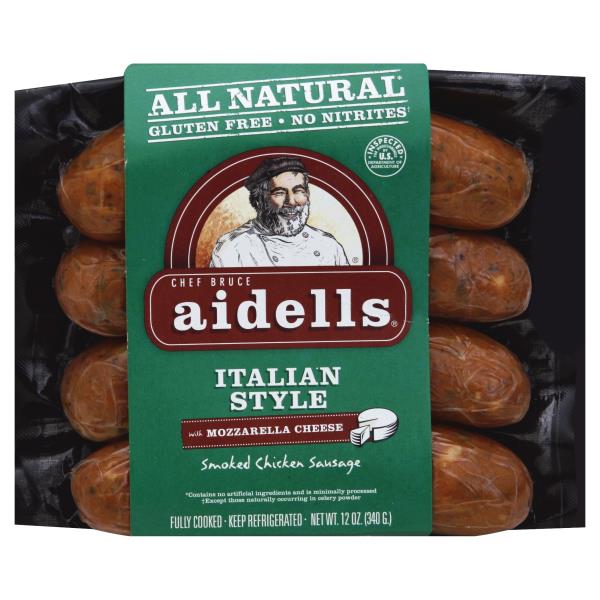 ALL NATURAL*
GLUTEN FREE • NO NITRITES†
INSPECTED
U.S.
DEPARTMENT OF
AGRICULTURE
CHEF BRUCE
aidells®
ITALIAN
STYLE
with MOZZARELLA CHEESE
Smoked Chicken Sausage
*Contains no artificial ingredients and is minimally processed
†Except those naturally occurring in celery powder
FULLY COOKED • KEEP REFRIGERATED • NET WT. 12 OZ. (340 G.)